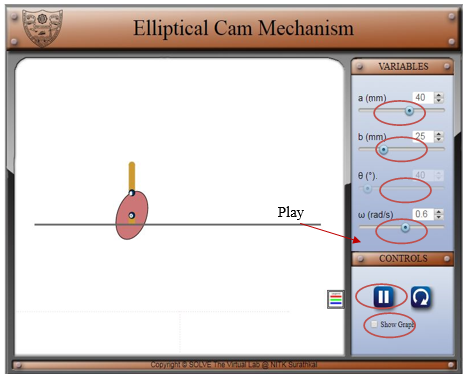 Elliptical Cam Mechanism
VARIABLES
a (mm) 40
b (mm) 25
θ (°). 40
ω (rad/s) 0.6
Play
CONTROLS
Show Graph
Copyright © SOLVE The Virtual Lab @ NITK Surathkal